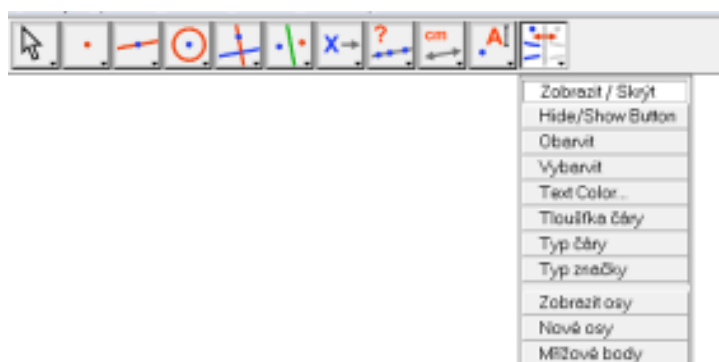 X
?
cm
A
Zobrazit / Skrýt
Hide/Show Button
Obarvit
Vybarvit
Text Color...
Tloušťka čáry
Typ čáry
Typ značky
Zobrazit osy
Nové osy
Mřížové body